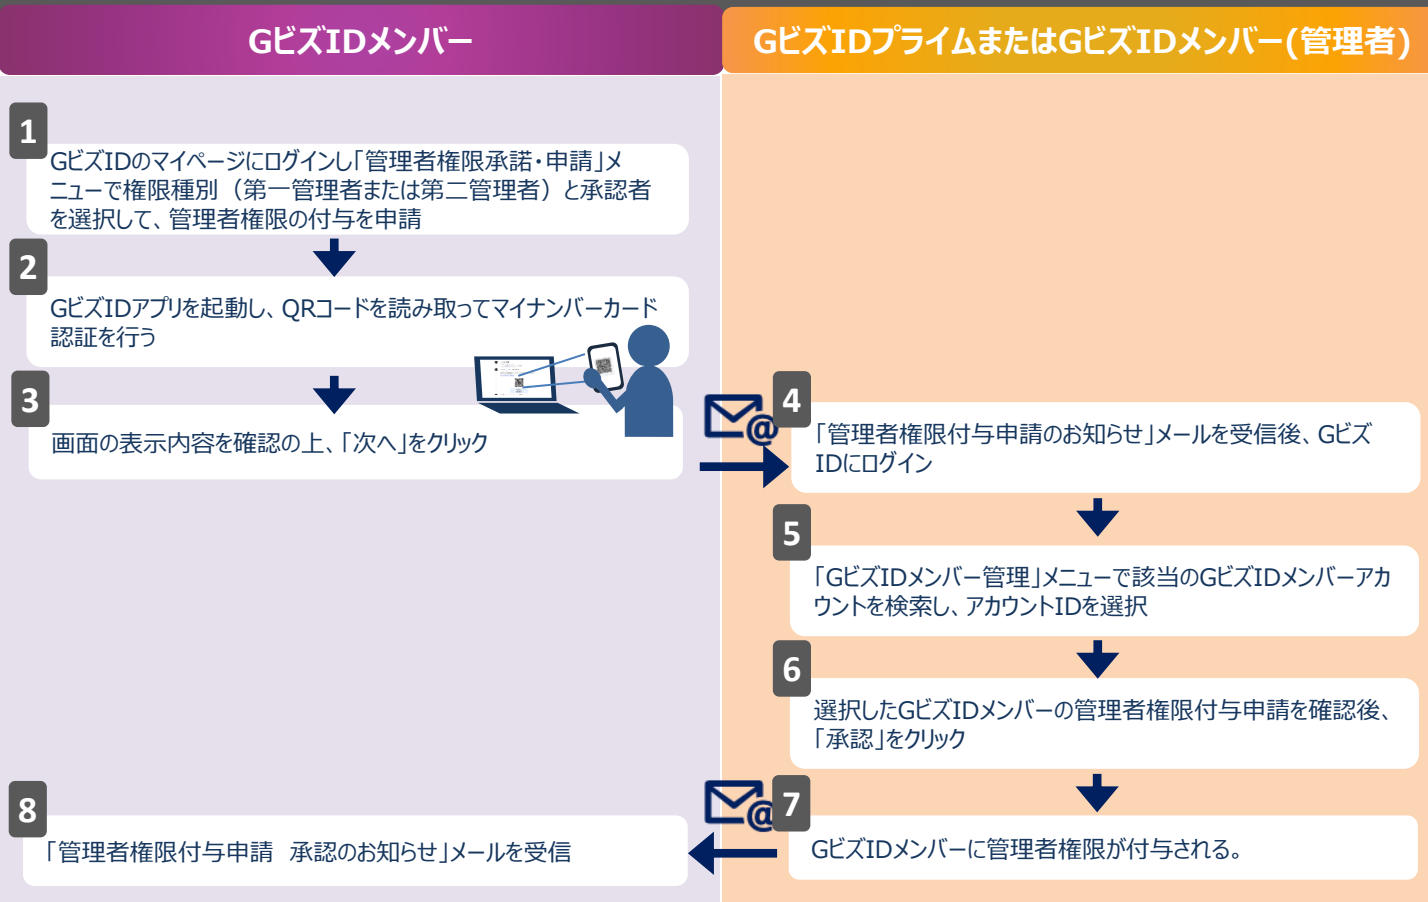 GビズIDメンバー
GビズIDプライムまたはGビズIDメンバー(管理者)
1
GビズIDのマイページにログインし「管理者権限承諾・申請」メ
ニューで権限種別（第一管理者または第二管理者）と承認者
を選択して、管理者権限の付与を申請
2
GビズIDアプリを起動し、QRコードを読み取ってマイナンバーカード
認証を行う
3
画面の表示内容を確認の上、「次へ」をクリック
@
4
「管理者権限付与申請のお知らせ」メールを受信後、Gビズ
IDにログイン
5
「GビズIDメンバー管理」メニューで該当のGビズIDメンバーアカ
ウントを検索し、アカウントIDを選択
6
選択したGビズIDメンバーの管理者権限付与申請を確認後、
「承認」をクリック
@
7
GビズIDメンバーに管理者権限が付与される。
8
「管理者権限付与申請　承認のお知らせ」メールを受信